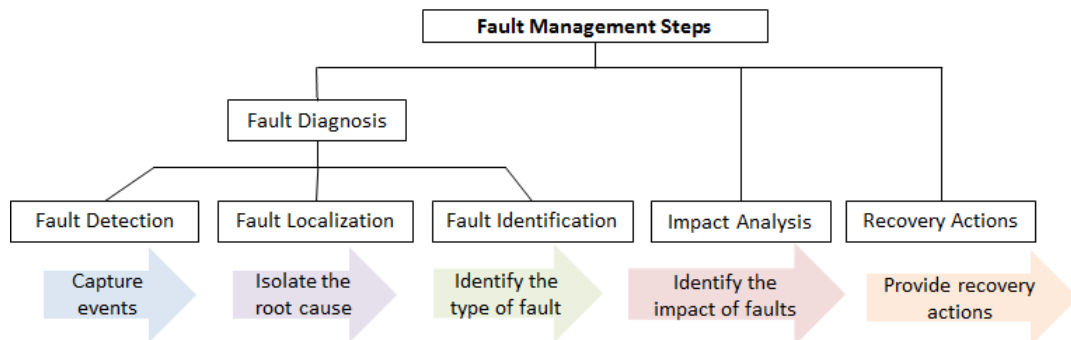 Fault Management Steps
Fault Diagnosis
Fault Detection
Fault Localization
Fault Identification
Impact Analysis
Recovery Actions
Capture
events
Isolate the
root cause
Identify the
type of fault
Identify the
impact of faults
Provide recovery
actions